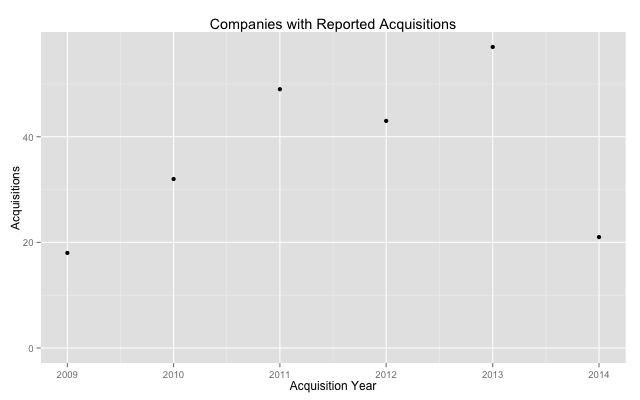 Companies with Reported Acquisitions
Acquisitions
40
20
0
2009 2010 2011 2012 2013 2014
Acquisition Year